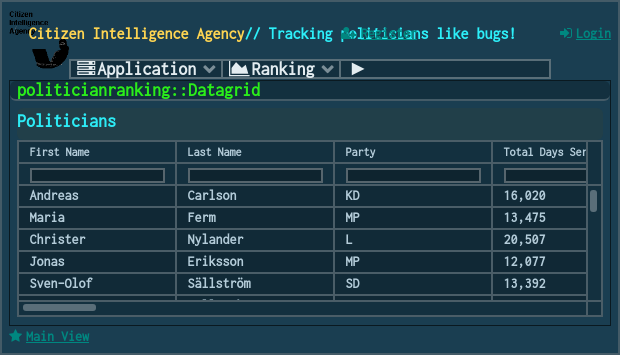 Citizen
Intelligence
Agency
Citizen Intelligence Agency// Tracking politicians like bugs!
Login
Application Ranking
politicianranking::Datagrid
Politicians
First Name Last Name Party Total Days Ser
Andreas Carlson KD 16,020
Maria Ferm MP 13,475
Christer Nylander L 20,507
Jonas Eriksson MP 12,077
Sven-Olof Sällström SD 13,392
Main View